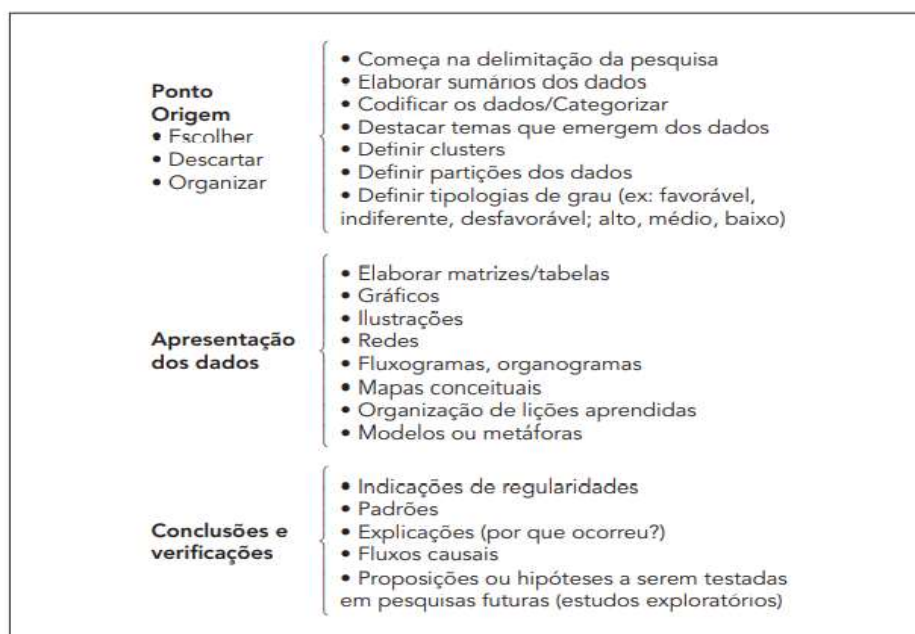 Ponto
Origem
• Escolher
• Descartar
• Organizar
• Começa na delimitação da pesquisa
• Elaborar sumários dos dados
• Codificar os dados/Categorizar
• Destacar temas que emergem dos dados
• Definir clusters
• Definir partições dos dados
• Definir tipologias de grau (ex: favorável,
indiferente, desfavorável; alto, médio, baixo)
Apresentação
dos dados
• Elaborar matrizes/tabelas
• Gráficos
• Ilustrações
• Redes
• Fluxogramas, organogramas
• Mapas conceituais
• Organização de lições aprendidas
• Modelos ou metáforas
Conclusões e
verificações
• Indicações de regularidades
• Padrões
• Explicações (por que ocorreu?)
• Fluxos causais
• Proposições ou hipóteses a serem testadas
em pesquisas futuras (estudos exploratórios)